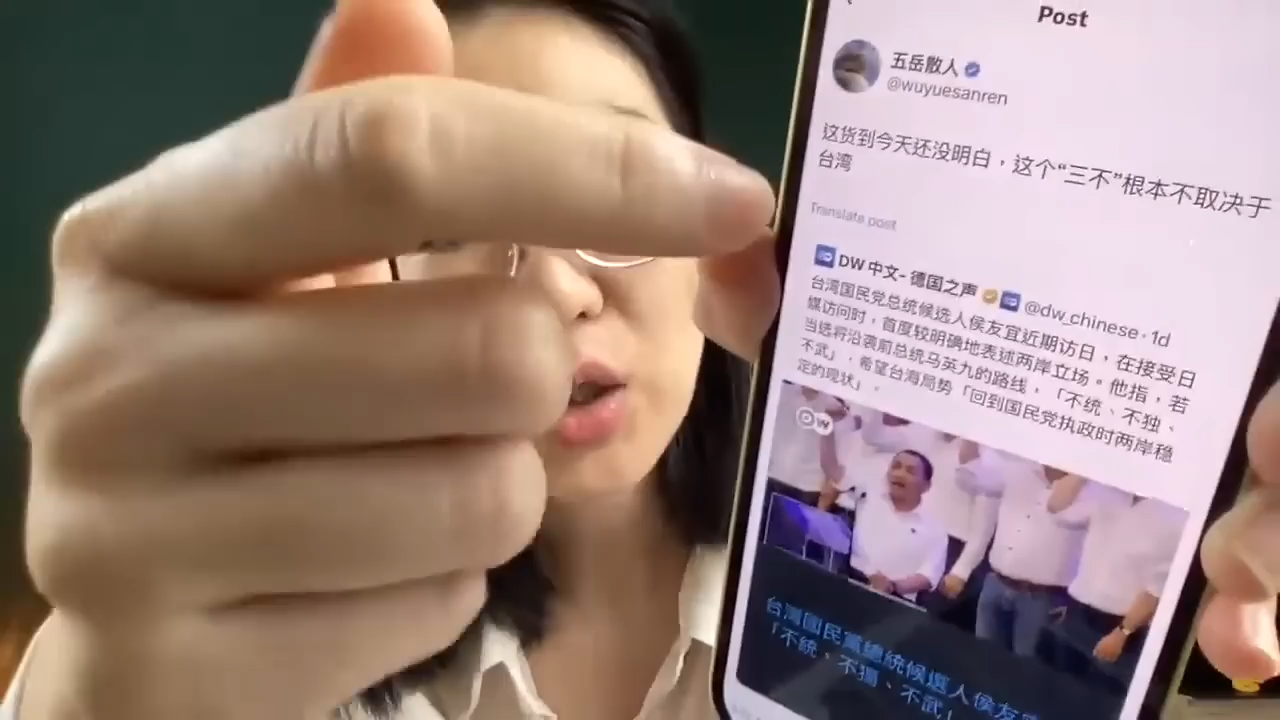 Post
五岳散人
@wuyuesanren
这货到今天还没明白，这个“三不”根本不取决于
台湾
Translate post
DW 中文- 德国之声 @dw_chinese · 1d
台湾国民党总统候选人侯友宜近期访日，在接受日
媒访问时，首度较明确地表述两岸立场。他指，若
当选将沿袭前总统马英九的路线，「不统、不独、
不武」，希望台海局势「回到国民党执政时两岸稳
定的现状」。
DW
台灣國民黨總統候選人侯友宜
「不統、不獨、不武」